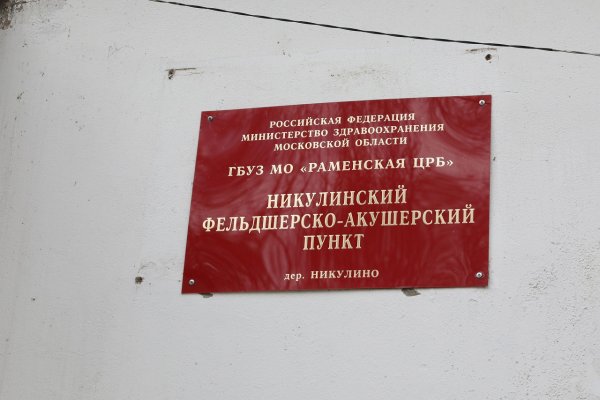 РОССИЙСКАЯ ФЕДЕРАЦИЯ
МИНИСТЕРСТВО ЗДРАВООХРАНЕНИЯ
МОСКОВСКОЙ ОБЛАСТИ
ГБУЗ МО «РАМЕНСКАЯ ЦРБ»
НИКУЛИНСКИЙ
ФЕЛЬДШЕРСКО-АКУШЕРСКИЙ
ПУНКТ
дер. НИКУЛИНО